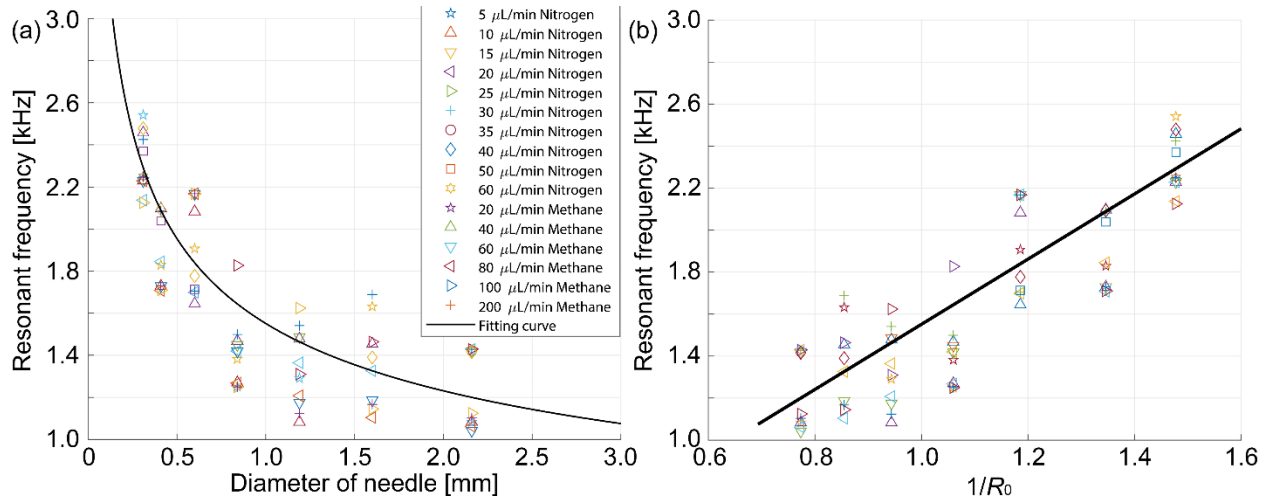 (a)
Resonant frequency [kHz]
3.0
2.6
2.2
1.8
1.4
1.0
0
0.5
1.0
1.5
2.0
2.5
3.0
Diameter of needle [mm]
5 μL/min Nitrogen
10 μL/min Nitrogen
15 μL/min Nitrogen
20 μL/min Nitrogen
25 μL/min Nitrogen
30 μL/min Nitrogen
35 μL/min Nitrogen
40 μL/min Nitrogen
50 μL/min Nitrogen
60 μL/min Nitrogen
20 μL/min Methane
40 μL/min Methane
60 μL/min Methane
80 μL/min Methane
100 μL/min Methane
200 μL/min Methane
Fitting curve
(b)
Resonant frequency [kHz]
3.0
2.6
2.2
1.8
1.4
1.0
0.6
0.8
1.0
1.2
1.4
1.6
1/R0